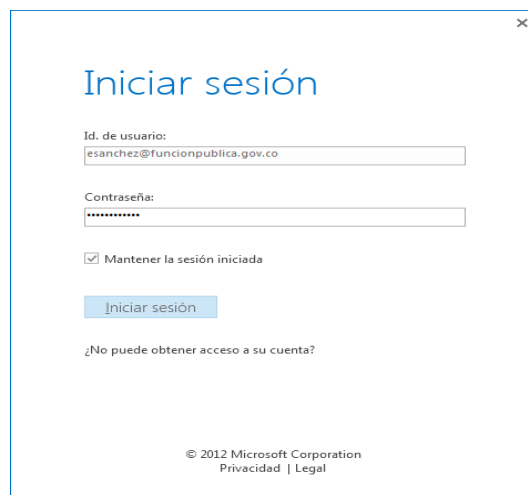 ×
Iniciar sesión
Id. de usuario:
esanchez@funcionpublica.gov.co
Contraseña:
••••••••••••
Mantener la sesión iniciada
Iniciar sesión
¿No puede obtener acceso a su cuenta?
© 2012 Microsoft Corporation
Privacidad | Legal